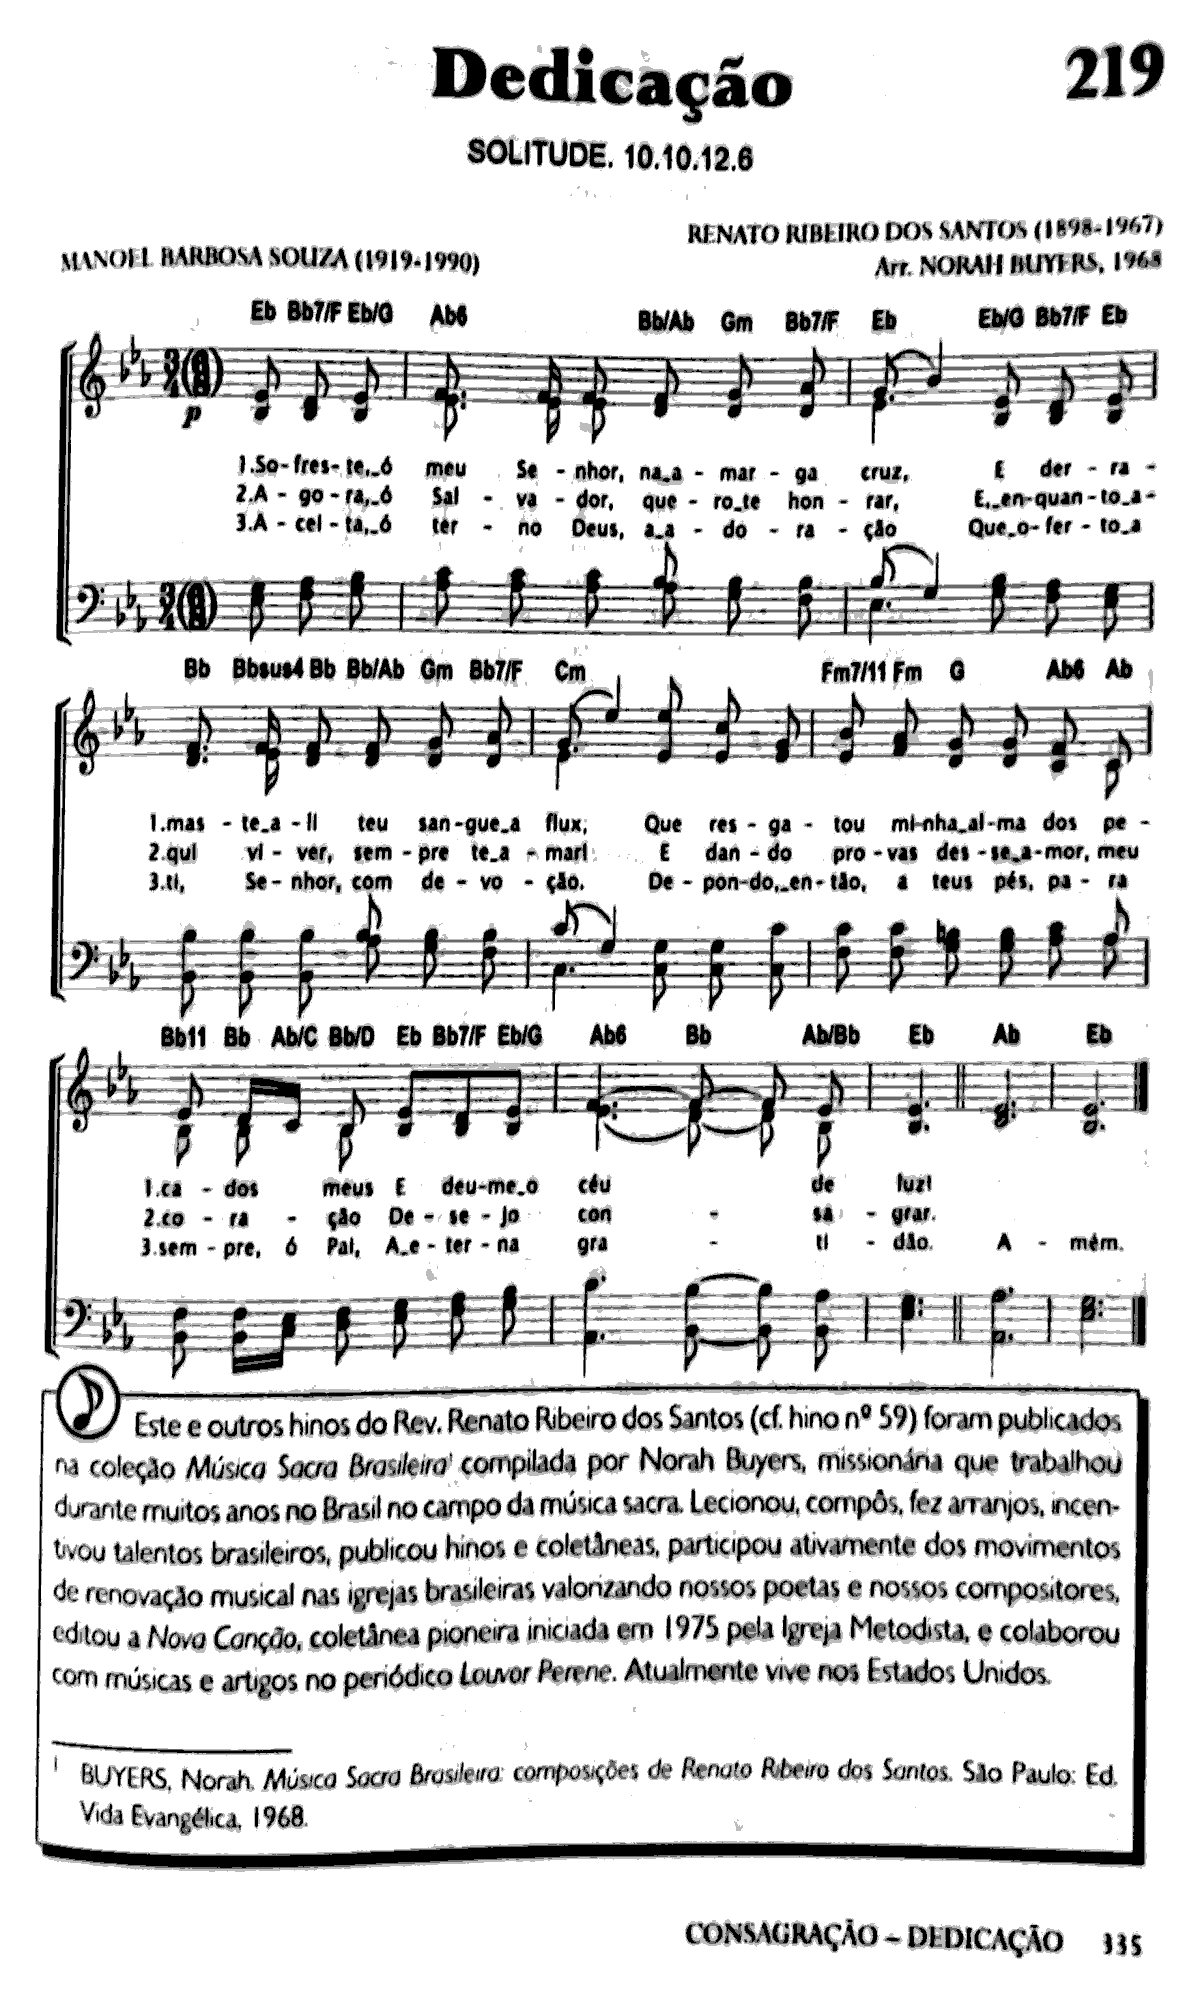 Dedicação
219
SOLITUDE. 10.10.12.6
RENATO RIBEIRO DOS SANTOS (1898-1967)
MANOEL BARBOSA SOUZA (1919-1990)
Arr. NORAH BUYERS, 1968
Eb Bb7/F Eb/G Ab6 Bb/Ab Gm Bb7/F Eb Eb/G Bb7/F Eb
p
1.So-fres-te,_ó meu Se - nhor, na_a - mar - ga cruz, E der - ra -
2.A - go - ra,_ó Sal - va - dor, que - ro_te hon - rar, E,_en-quan-to_a-
3.A - cei - ta,_ó ter - no Deus, a_a - do - ra - ção Que_o-fer-to_a
Bb Bbsus4 Bb Bb/Ab Gm Bb7/F Cm Fm7/11 Fm G Ab6 Ab
1.mas - te_a - li teu san-gue_a flux; Que res - ga - tou mi-nha_al-ma dos pe -
2.qui vi - ver, sem - pre te_a - mar! E dan - do pro - vas des - se_a-mor, meu
3.ti, Se - nhor, com de - vo - ção. De - pon-do,_en-tão, a teus pés, pa - ra
Bb11 Bb Ab/C Bb/D Eb Bb7/F Eb/G Ab6 Bb Ab/Bb Eb Ab Eb
1.ca - dos meus E deu-me_o céu de luz!
2.co - ra - ção De - se - jo con - sa - grar.
3.sem - pre, ó Pai, A_e - ter - na gra - ti - dão. A - mém.
Este e outros hinos do Rev. Renato Ribeiro dos Santos (cf. hino nº 59) foram publicados
na coleção Música Sacra Brasileira¹ compilada por Norah Buyers, missionária que trabalhou
durante muitos anos no Brasil no campo da música sacra. Lecionou, compôs, fez arranjos, incen-
tivou talentos brasileiros, publicou hinos e coletâneas, participou ativamente dos movimentos
de renovação musical nas igrejas brasileiras valorizando nossos poetas e nossos compositores,
editou a Nova Canção, coletânea pioneira iniciada em 1975 pela Igreja Metodista, e colaborou
com músicas e artigos no periódico Louvor Perene. Atualmente vive nos Estados Unidos.
¹ BUYERS, Norah. Música Sacra Brasileira: composições de Renato Ribeiro dos Santos. São Paulo: Ed.
Vida Evangélica, 1968.
CONSAGRAÇÃO – DEDICAÇÃO 335